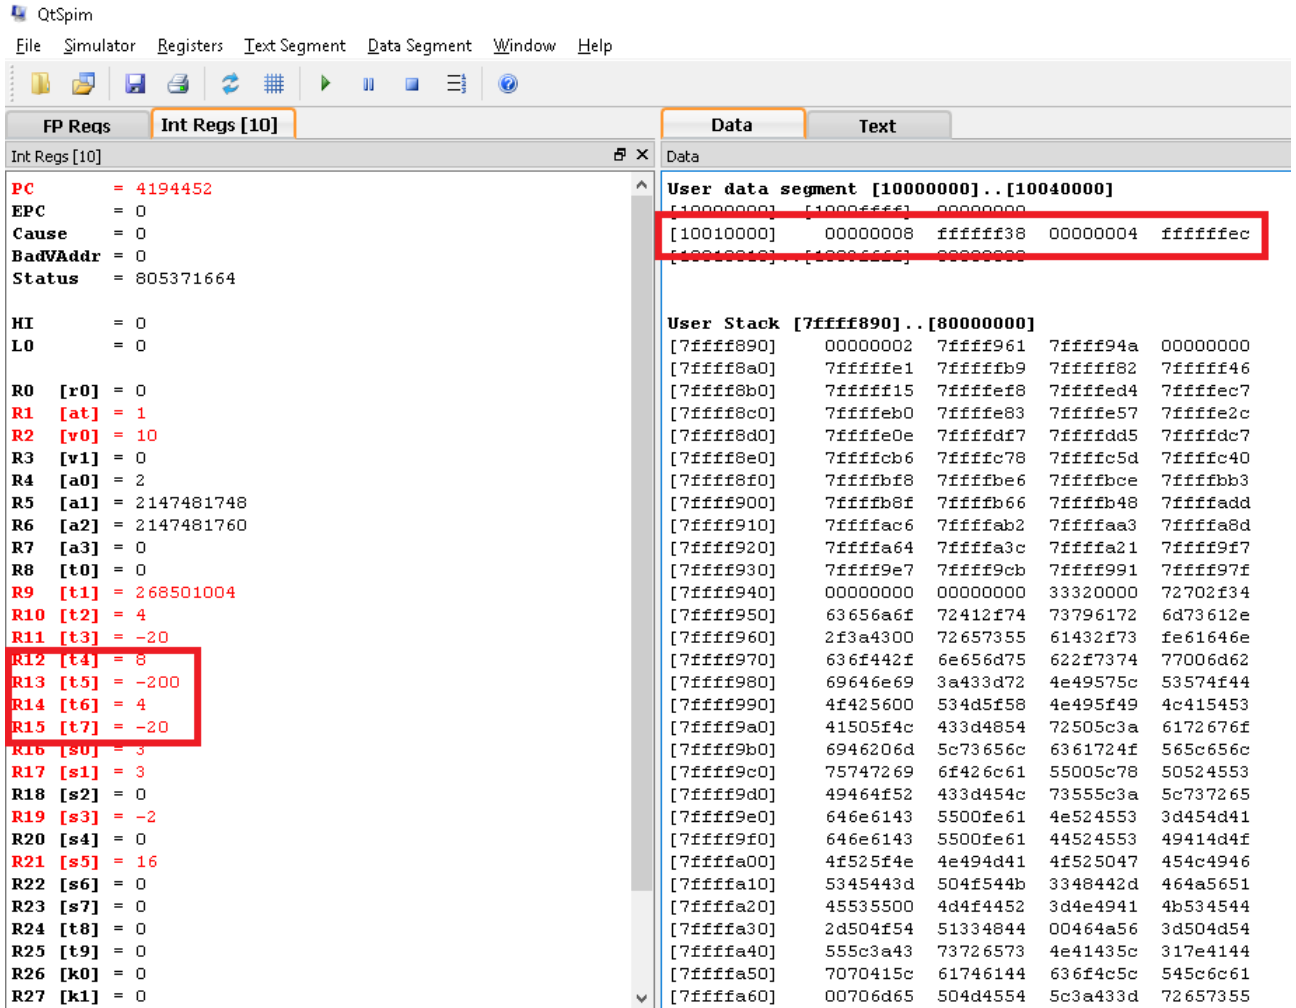 QtSpim
File Simulator Registers Text Segment Data Segment Window Help
FP Regs Int Regs [10]
Int Regs [10]
PC = 4194452
EPC = 0
Cause = 0
BadVAddr = 0
Status = 805371664
HI = 0
LO = 0
R0 [r0] = 0
R1 [at] = 1
R2 [v0] = 10
R3 [v1] = 0
R4 [a0] = 2
R5 [a1] = 2147481748
R6 [a2] = 2147481760
R7 [a3] = 0
R8 [t0] = 0
R9 [t1] = 268501004
R10 [t2] = 4
R11 [t3] = -20
R12 [t4] = 8
R13 [t5] = -200
R14 [t6] = 4
R15 [t7] = -20
R16 [s0] = 3
R17 [s1] = 3
R18 [s2] = 0
R19 [s3] = -2
R20 [s4] = 0
R21 [s5] = 16
R22 [s6] = 0
R23 [s7] = 0
R24 [t8] = 0
R25 [t9] = 0
R26 [k0] = 0
R27 [k1] = 0
Data Text
Data
User data segment [10000000]..[10040000]
[10000000]..[1000ffff] 00000000
[10010000] 00000008 ffffff38 00000004 ffffffec
[10010010]..[1003ffff] 00000000
User Stack [7ffff890]..[80000000]
[7ffff890] 00000002 7ffff961 7ffff94a 00000000
[7ffff8a0] 7fffffe1 7fffffb9 7fffff82 7fffff46
[7ffff8b0] 7fffff15 7ffffef8 7ffffed4 7ffffec7
[7ffff8c0] 7ffffeb0 7ffffe83 7ffffe57 7ffffe2c
[7ffff8d0] 7ffffe0e 7ffffdf7 7ffffdd5 7ffffdc7
[7ffff8e0] 7ffffcb6 7ffffc78 7ffffc5d 7ffffc40
[7ffff8f0] 7ffffbf8 7ffffbe6 7ffffbce 7ffffbb3
[7ffff900] 7ffffb8f 7ffffb66 7ffffb48 7ffffadd
[7ffff910] 7ffffac6 7ffffab2 7ffffaa3 7ffffa8d
[7ffff920] 7ffffa64 7ffffa3c 7ffffa21 7ffff9f7
[7ffff930] 7ffff9e7 7ffff9cb 7ffff991 7ffff97f
[7ffff940] 00000000 00000000 33320000 72702f34
[7ffff950] 63656a6f 72412f74 73796172 6d73612e
[7ffff960] 2f3a4300 72657355 61432f73 fe61646e
[7ffff970] 636f442f 6e656d75 622f7374 77006d62
[7ffff980] 69646e69 3a433d72 4e49575c 53574f44
[7ffff990] 4f425600 534d5f58 4e495f49 4c415453
[7ffff9a0] 41505f4c 433d4854 72505c3a 6172676f
[7ffff9b0] 6946206d 5c73656c 6361724f 565c656c
[7ffff9c0] 75747269 6f426c61 55005c78 50524553
[7ffff9d0] 49464f52 433d454c 73555c3a 5c737265
[7ffff9e0] 646e6143 5500fe61 4e524553 3d454d41
[7ffff9f0] 646e6143 5500fe61 44524553 49414d4f
[7ffffa00] 4f525f4e 4e494d41 4f525047 454c4946
[7ffffa10] 5345443d 504f544b 3348442d 464a5651
[7ffffa20] 45535500 4d4f4452 3d4e4941 4b534544
[7ffffa30] 2d504f54 51334844 00464a56 3d504d54
[7ffffa40] 555c3a43 73726573 4e41435c 317e4144
[7ffffa50] 7070415c 61746144 636f4c5c 545c6c61
[7ffffa60] 00706d65 504d4554 5c3a433d 72657355